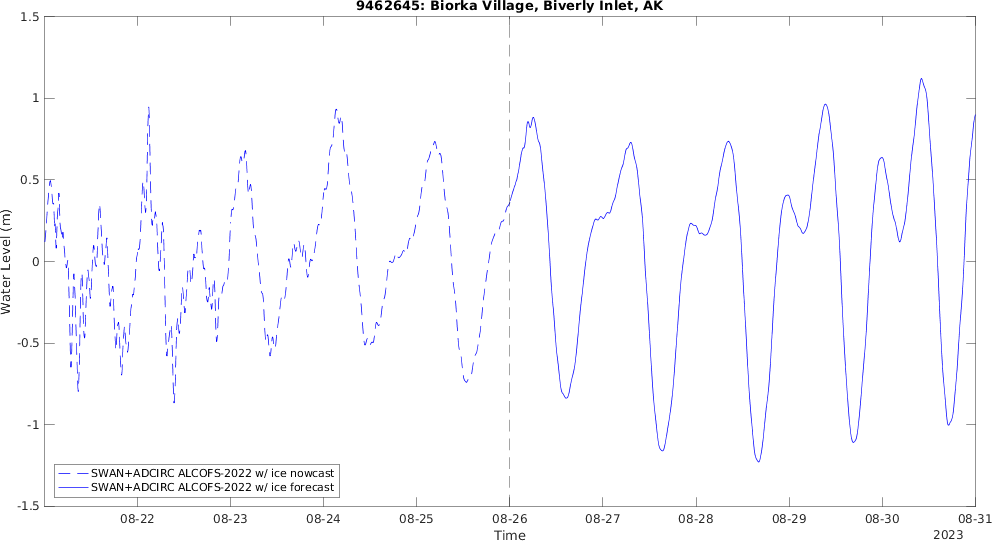 9462645: Biorka Village, Biverly Inlet, AK
1.5
1
0.5
0
-0.5
-1
-1.5
Water Level (m)
SWAN+ADCIRC ALCOFS-2022 w/ ice nowcast
SWAN+ADCIRC ALCOFS-2022 w/ ice forecast
08-22 08-23 08-24 08-25 08-26 08-27 08-28 08-29 08-30 08-31
Time
2023